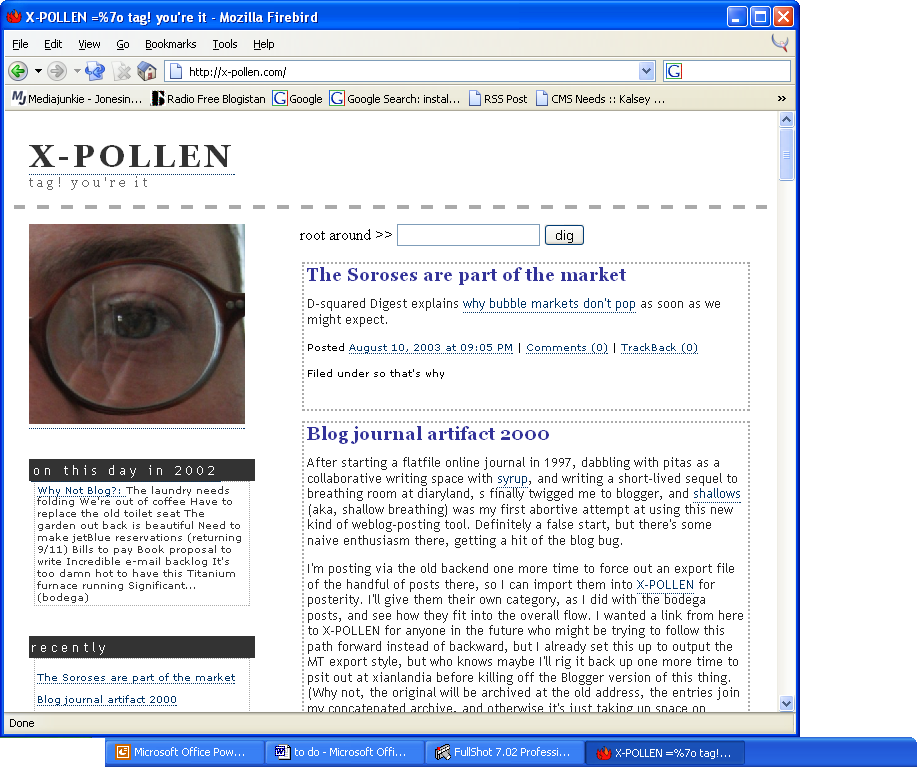 X-POLLEN =%7o tag! you're it - Mozilla Firebird
File Edit View Go Bookmarks Tools Help
http://x-pollen.com/
G
MJ Mediajunkie - Jonesin... Radio Free Blogistan Google Google Search: instal... RSS Post CMS Needs :: Kalsey ... »
X-POLLEN
tag! you're it
root around >> dig
The Soroses are part of the market
D-squared Digest explains why bubble markets don't pop as soon as we
might expect.
Posted August 10, 2003 at 09:05 PM | Comments (0) | TrackBack (0)
Filed under so that's why
Blog journal artifact 2000
After starting a flatfile online journal in 1997, dabbling with pitas as a
collaborative writing space with syrup, and writing a short-lived sequel to
breathing room at diaryland, s finally twigged me to blogger, and shallows
(aka, shallow breathing) was my first abortive attempt at using this new
kind of weblog-posting tool. Definitely a false start, but there's some
naive enthusiasm there, getting a hit of the blog bug.
I'm posting via the old backend one more time to force out an export file
of the handful of posts there, so I can import them into X-POLLEN for
posterity. I'll give them their own category, as I did with the bodega
posts, and see how they fit into the overall flow. I wanted a link from here
to X-POLLEN for anyone in the future who might be trying to follow this
path forward instead of backward, but I already set this up to output the
MT export style, but who knows maybe I'll rig it back up one more time to
psit out at xianlandia before killing off the Blogger version of this thing.
(Why not, the original will be archived at the old address, the entries join
my concatenated archive, and otherwise it's just taking up space on
on this day in 2002
Why Not Blog?: The laundry needs
folding We're out of coffee Have to
replace the old toilet seat The
garden out back is beautiful Need to
make jetBlue reservations (returning
9/11) Bills to pay Book proposal to
write Incredible e-mail backlog It's
too damn hot to have this Titanium
furnace running Significant...
(bodega)
recently
The Soroses are part of the market
Blog journal artifact 2000
Done
Microsoft Office Pow... to do - Microsoft Offi... FullShot 7.02 Professi... X-POLLEN =%7o tag!...